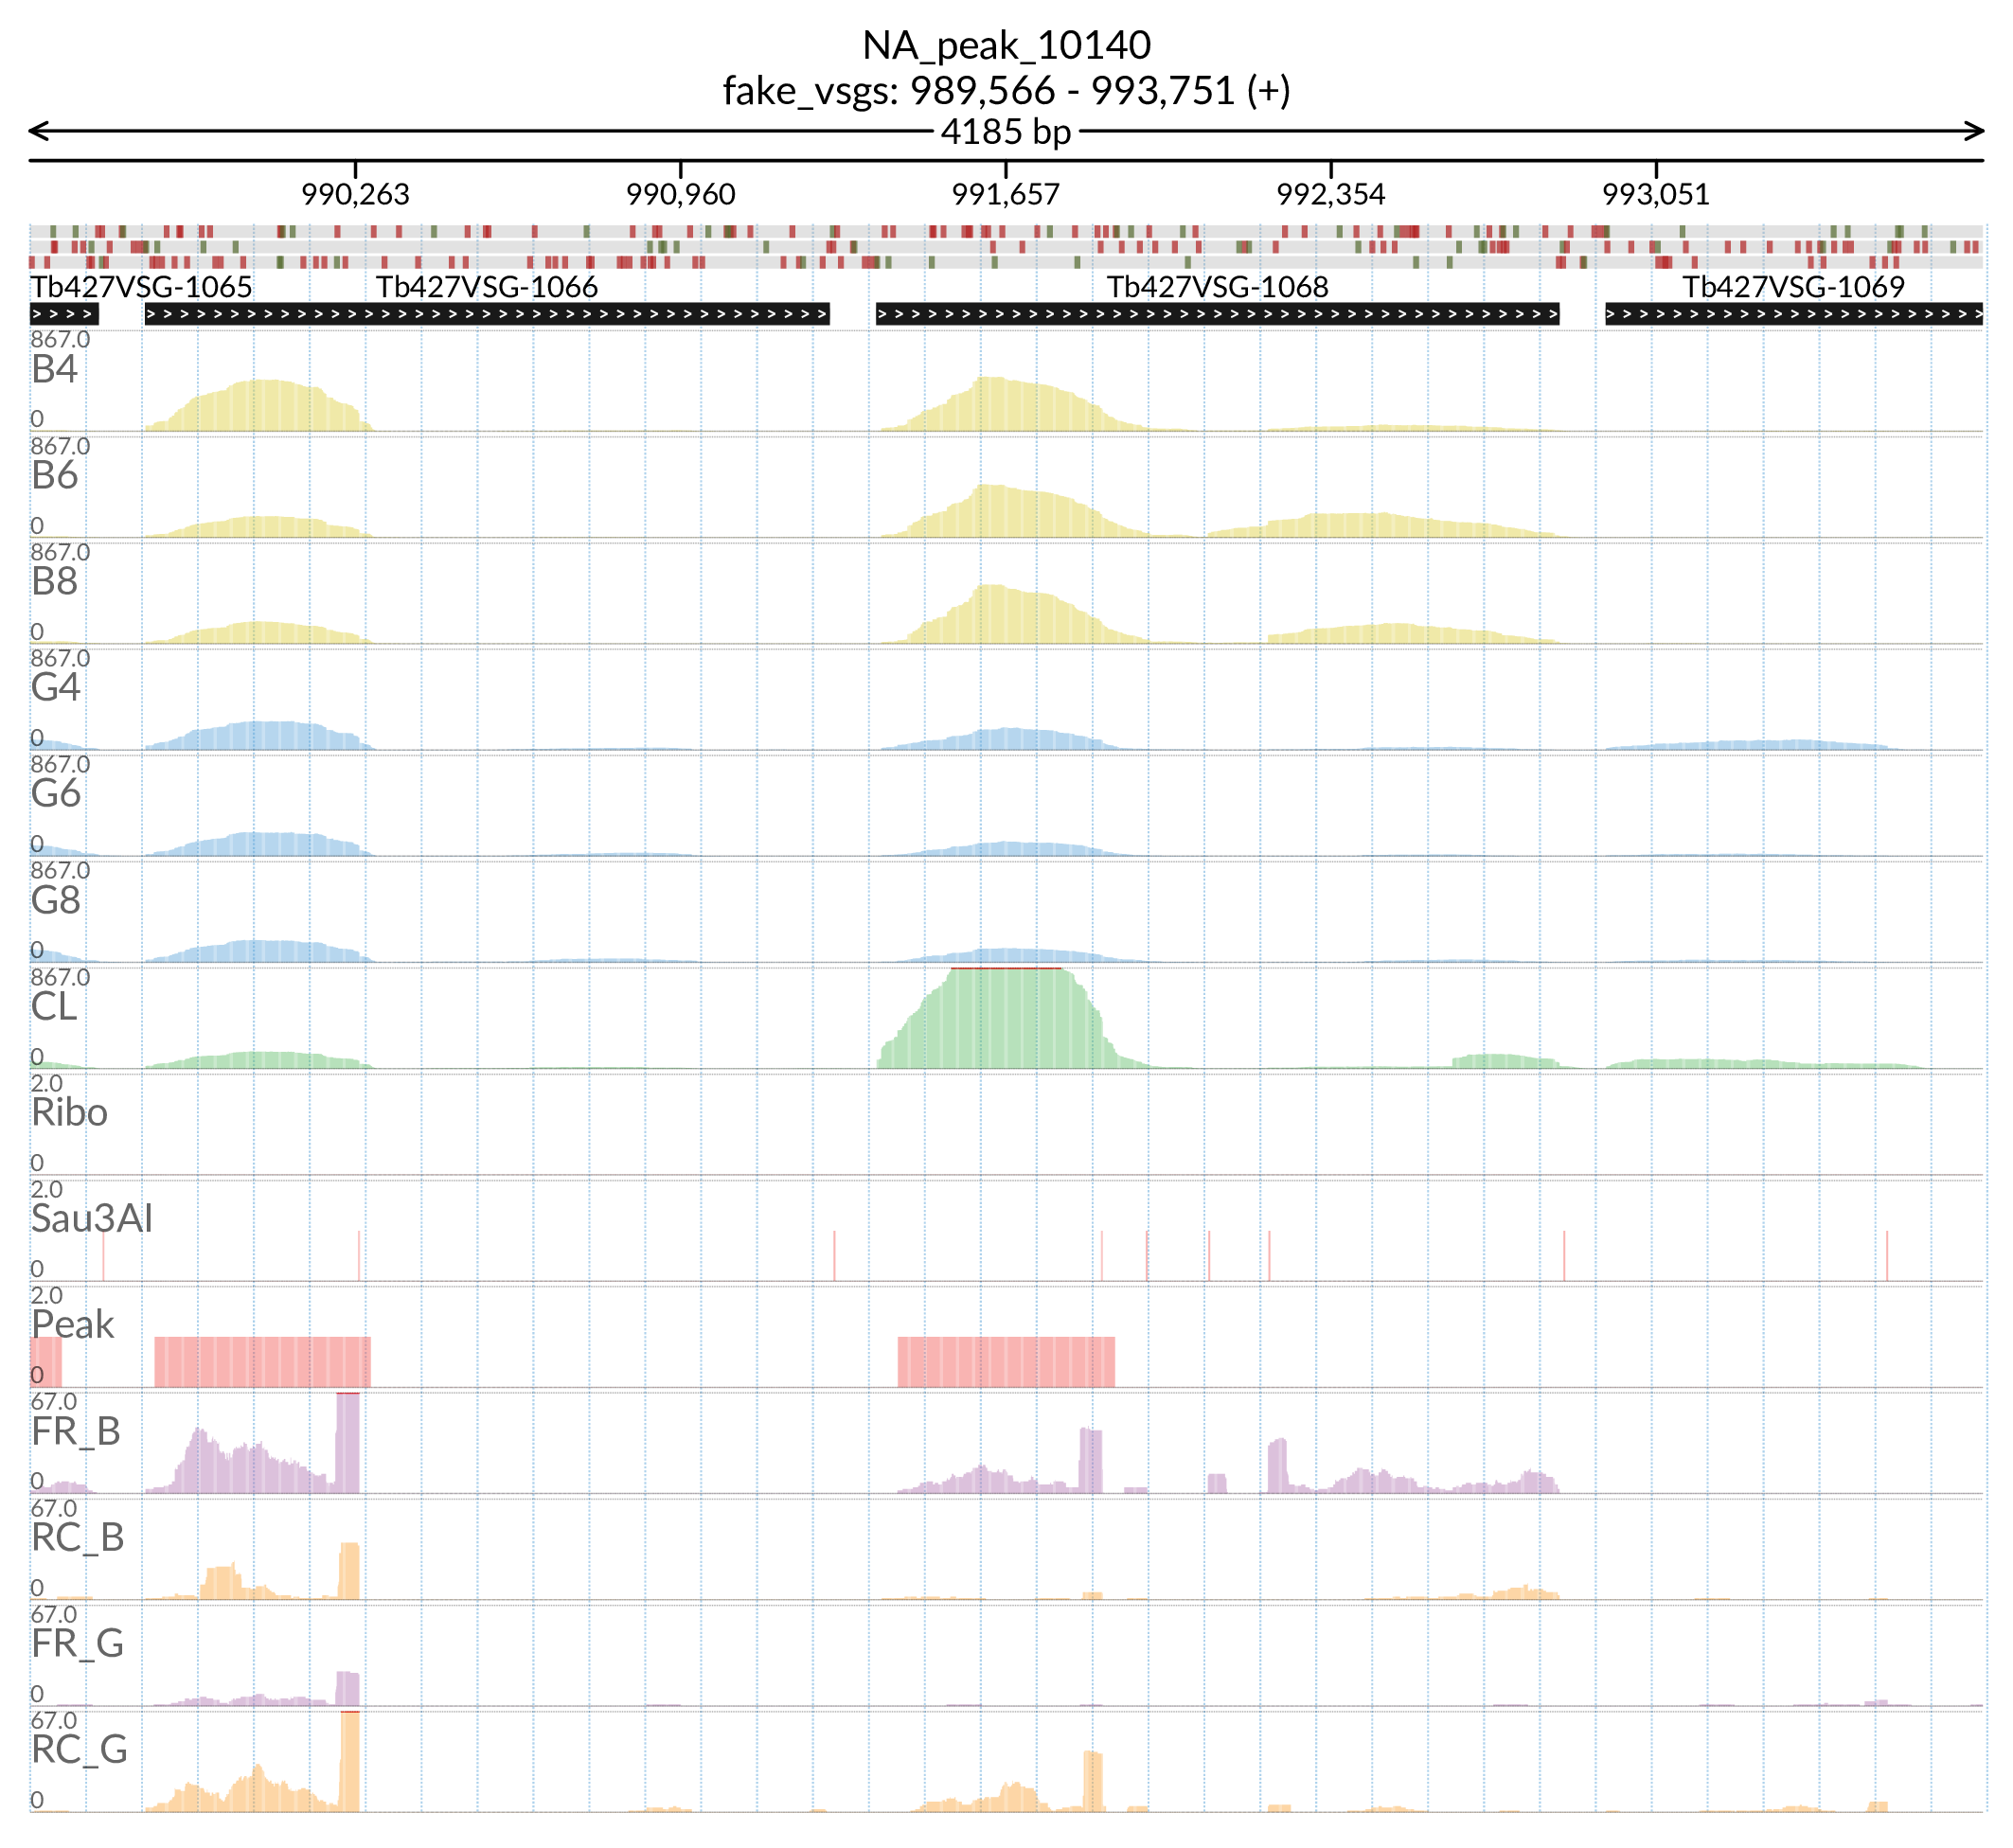 NA_peak_10140
fake_vsgs: 989,566 - 993,751 (+)
4185 bp
990,263 990,960 991,657 992,354 993,051
Tb427VSG-1065 Tb427VSG-1066 Tb427VSG-1068 Tb427VSG-1069
867.0
B4
0
867.0
B6
0
867.0
B8
0
867.0
G4
0
867.0
G6
0
867.0
G8
0
867.0
CL
0
2.0
Ribo
0
2.0
Sau3AI
0
2.0
Peak
0
67.0
FR_B
0
67.0
RC_B
0
67.0
FR_G
0
67.0
RC_G
0